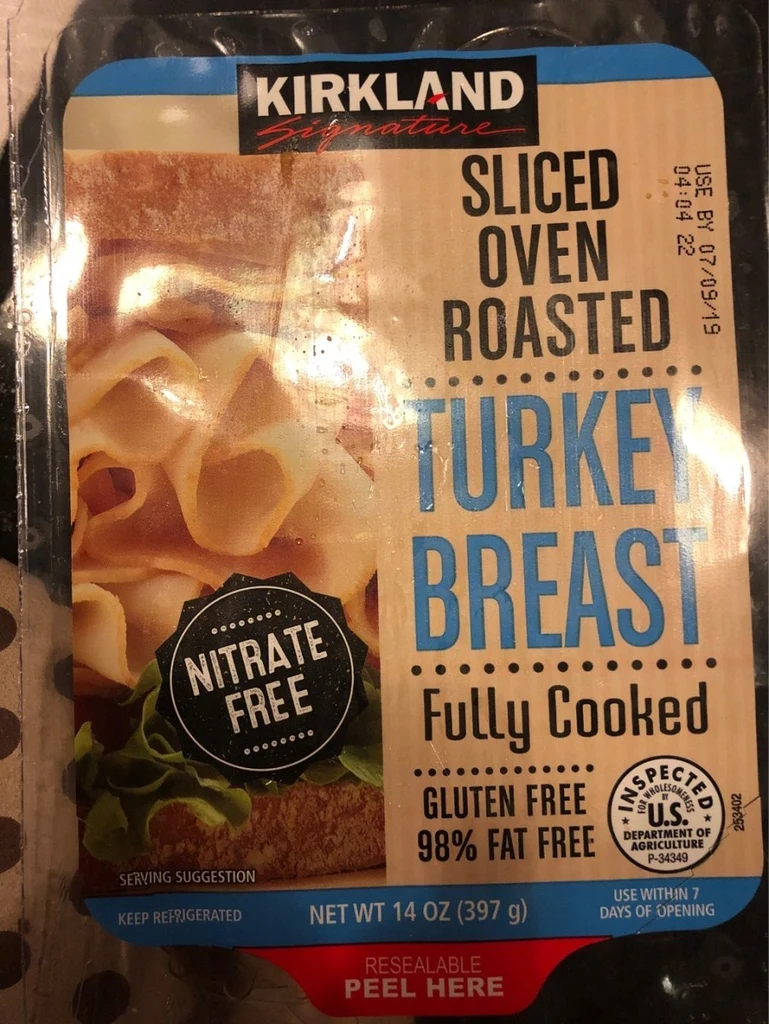 KIRKLAND
Signature
SLICED
OVEN
ROASTED
USE BY 07/09/19
04:04 22
TURKEY
BREAST
NITRATE
FREE
Fully Cooked
GLUTEN FREE
98% FAT FREE
INSPECTED
FOR WHOLESOMENESS
BY
U.S.
DEPARTMENT OF
AGRICULTURE
P-34349
253402
SERVING SUGGESTION
KEEP REFRIGERATED
NET WT 14 OZ (397 g)
USE WITHIN 7
DAYS OF OPENING
RESEALABLE
PEEL HERE